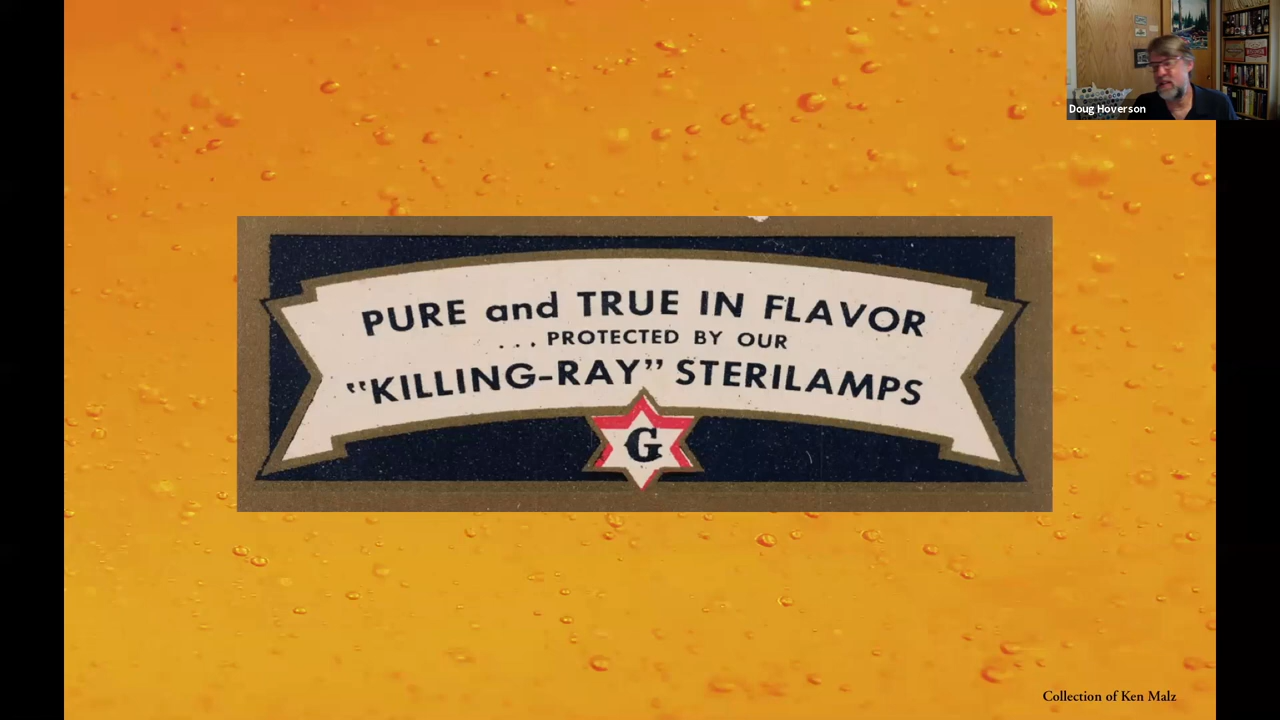 Doug Hoverson
PURE and TRUE IN FLAVOR
. . . PROTECTED BY OUR
“KILLING-RAY” STERILAMPS
G
Collection of Ken Malz